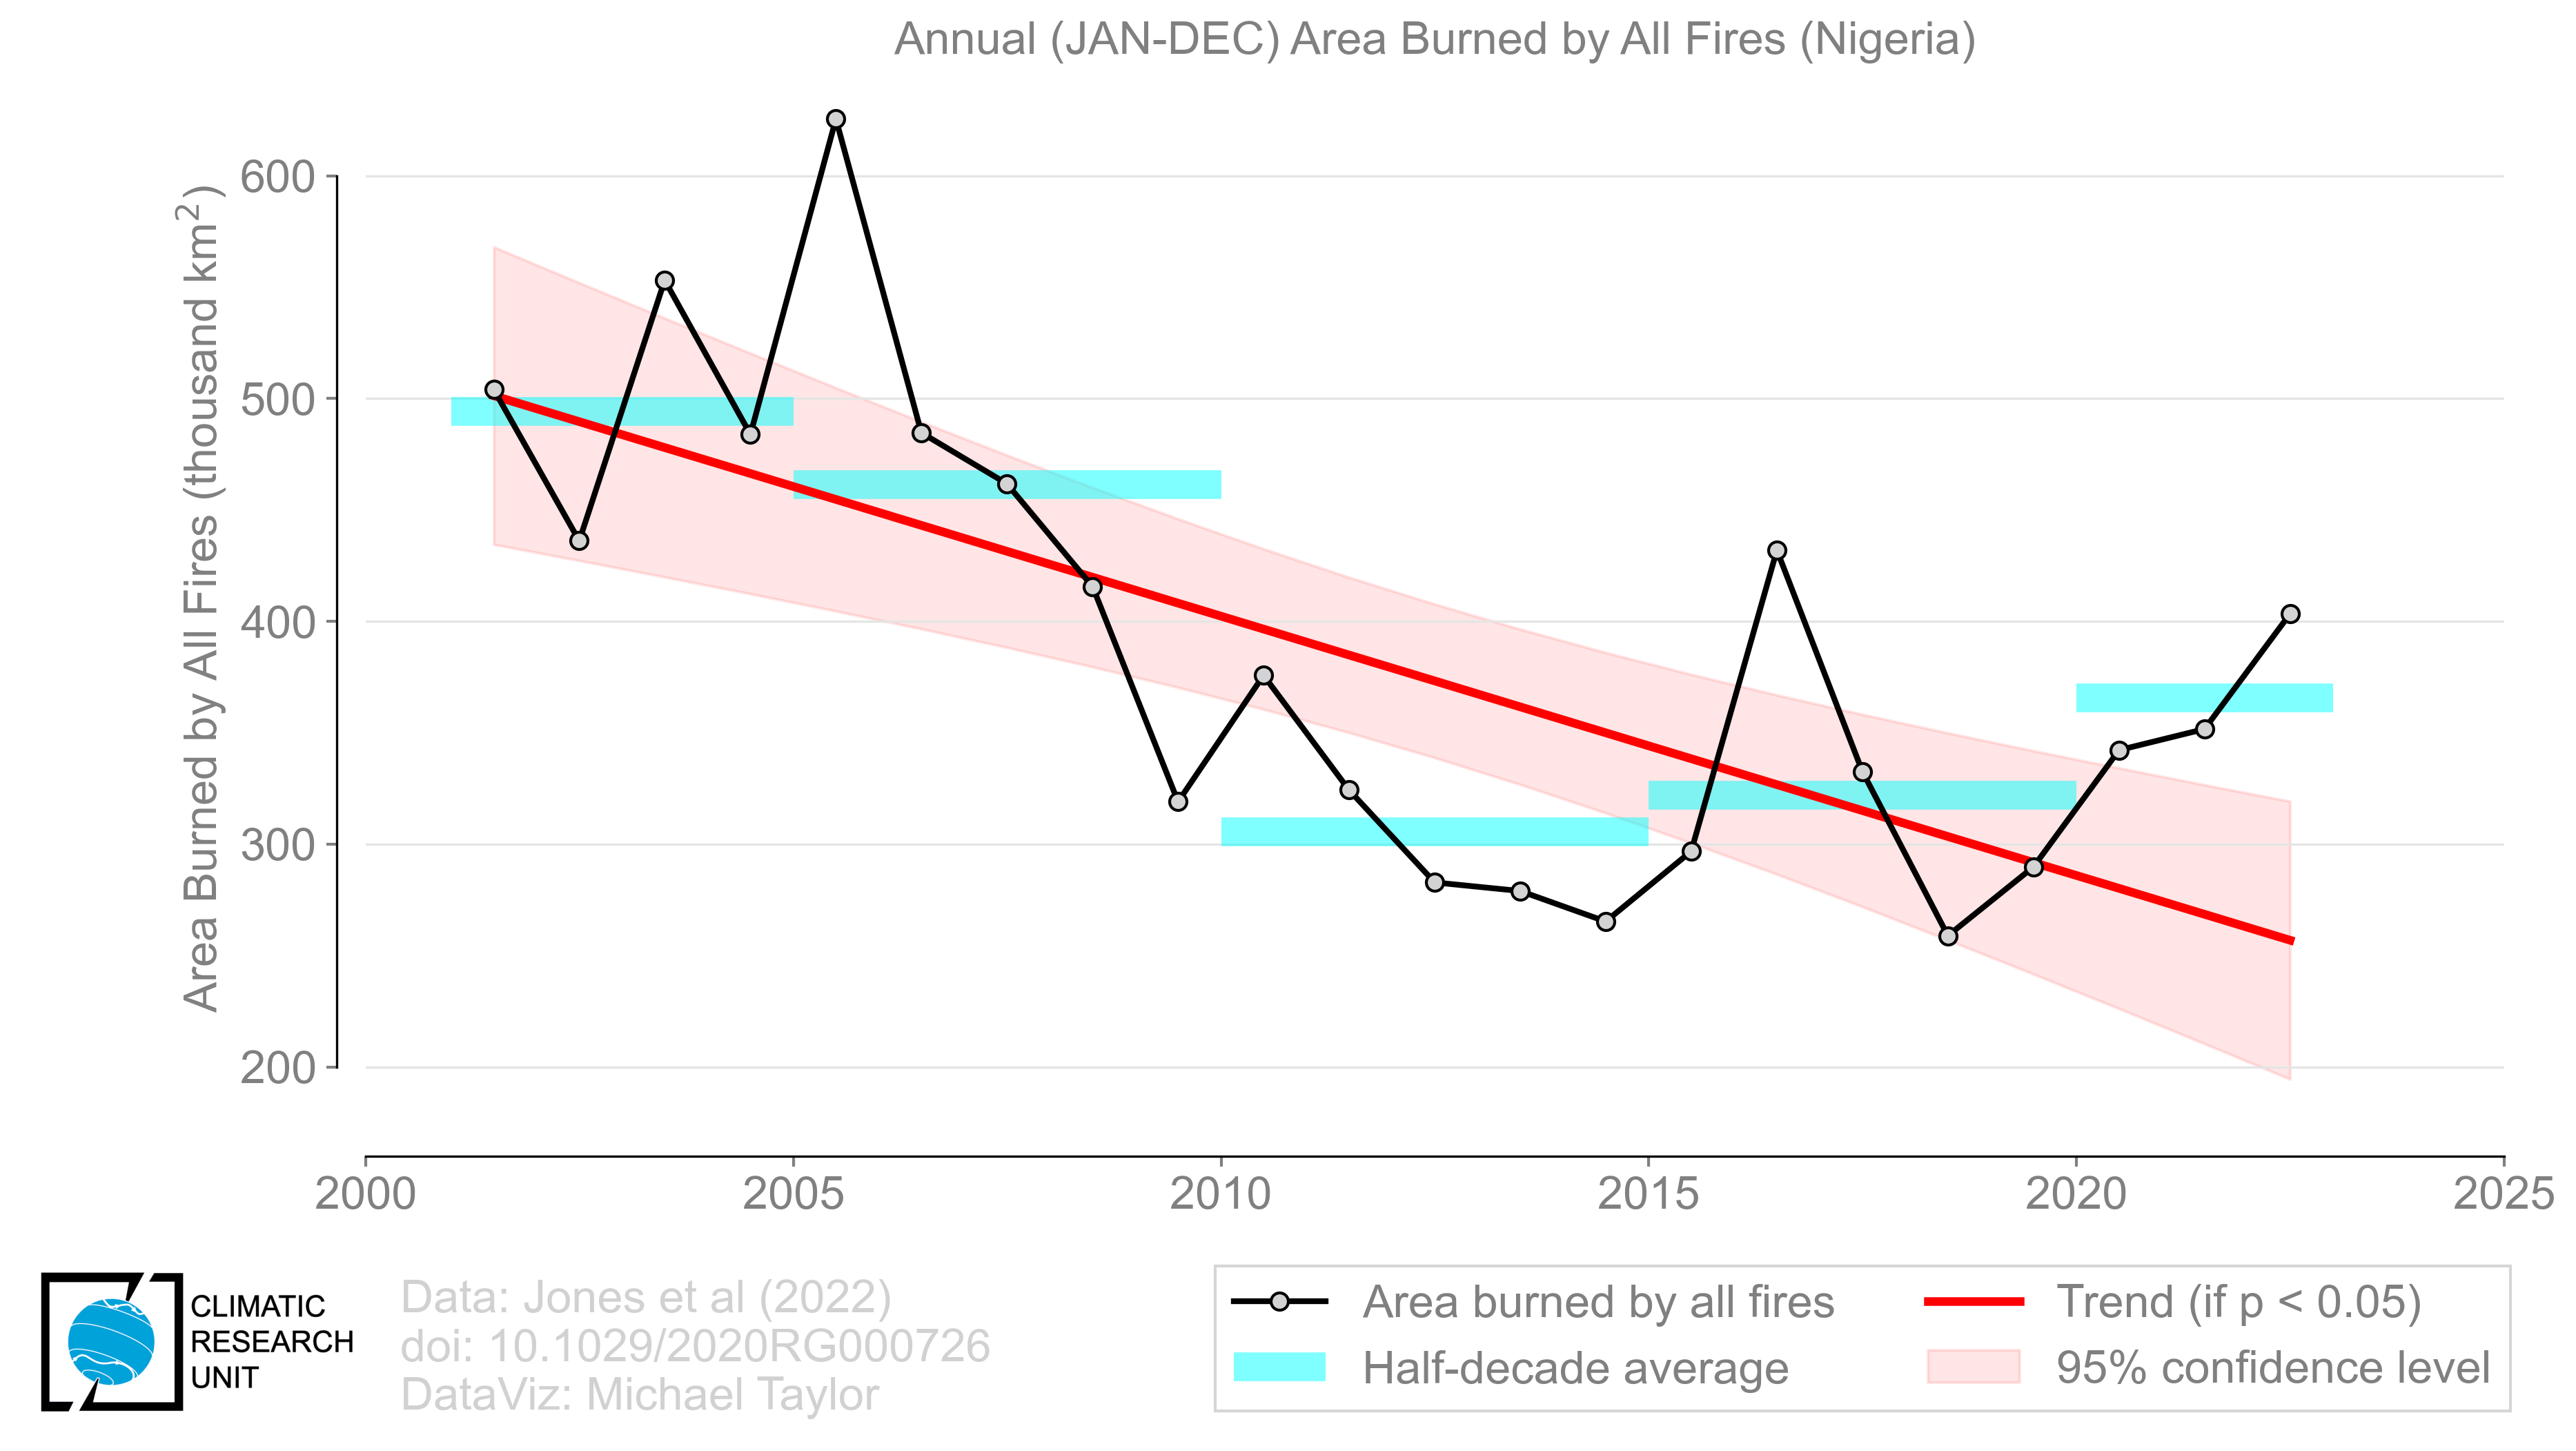 Annual (JAN-DEC) Area Burned by All Fires (Nigeria)
Area Burned by All Fires (thousand km²)
600
500
400
300
200
2000 2005 2010 2015 2020 2025
CLIMATIC
RESEARCH
UNIT
Data: Jones et al (2022)
doi: 10.1029/2020RG000726
DataViz: Michael Taylor
Area burned by all fires
Half-decade average
Trend (if p < 0.05)
95% confidence level